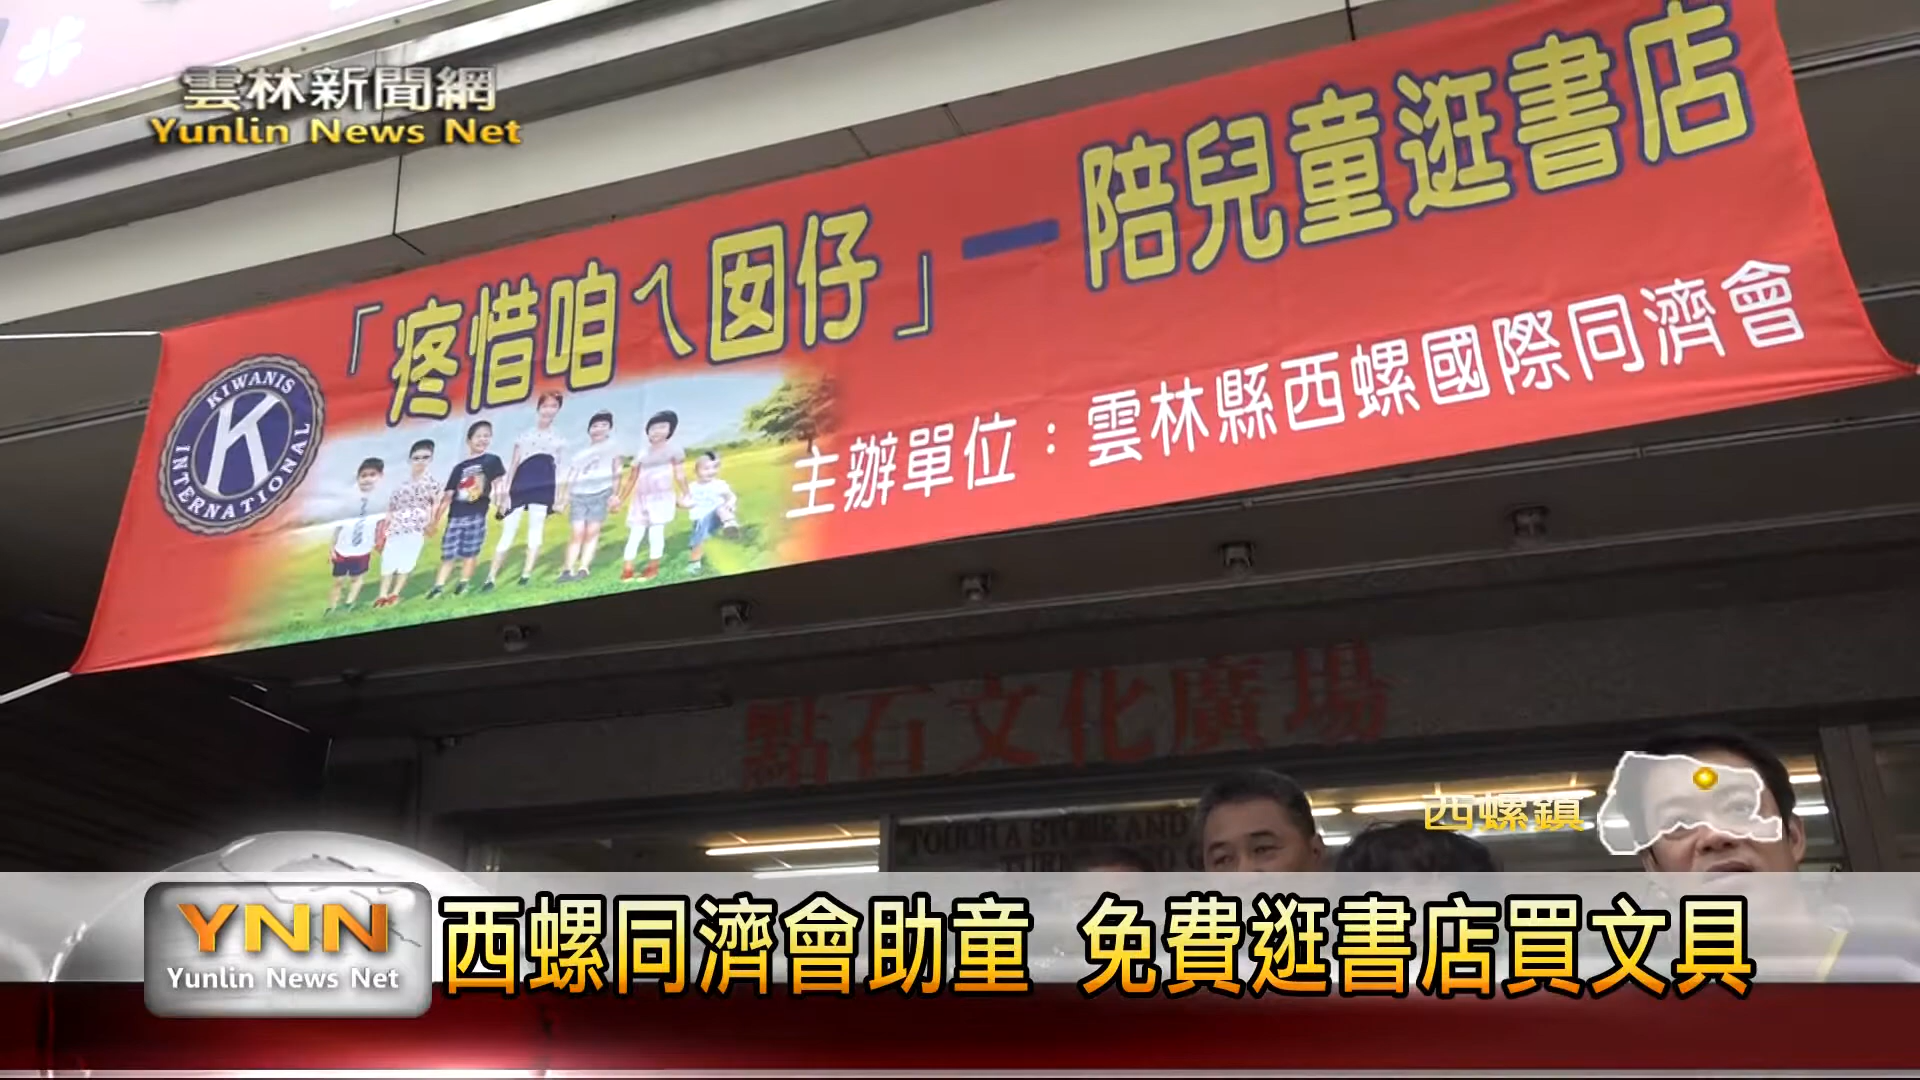 雲林新聞網
Yunlin News Net
「疼惜咱ㄟ囡仔」—陪兒童逛書店
主辦單位：雲林縣西螺國際同濟會
KIWANIS
K
INTERNATIONAL
點石文化廣場
TOUCH A STONE AND
西螺鎮
YNN
Yunlin News Net
西螺同濟會助童 免費逛書店買文具